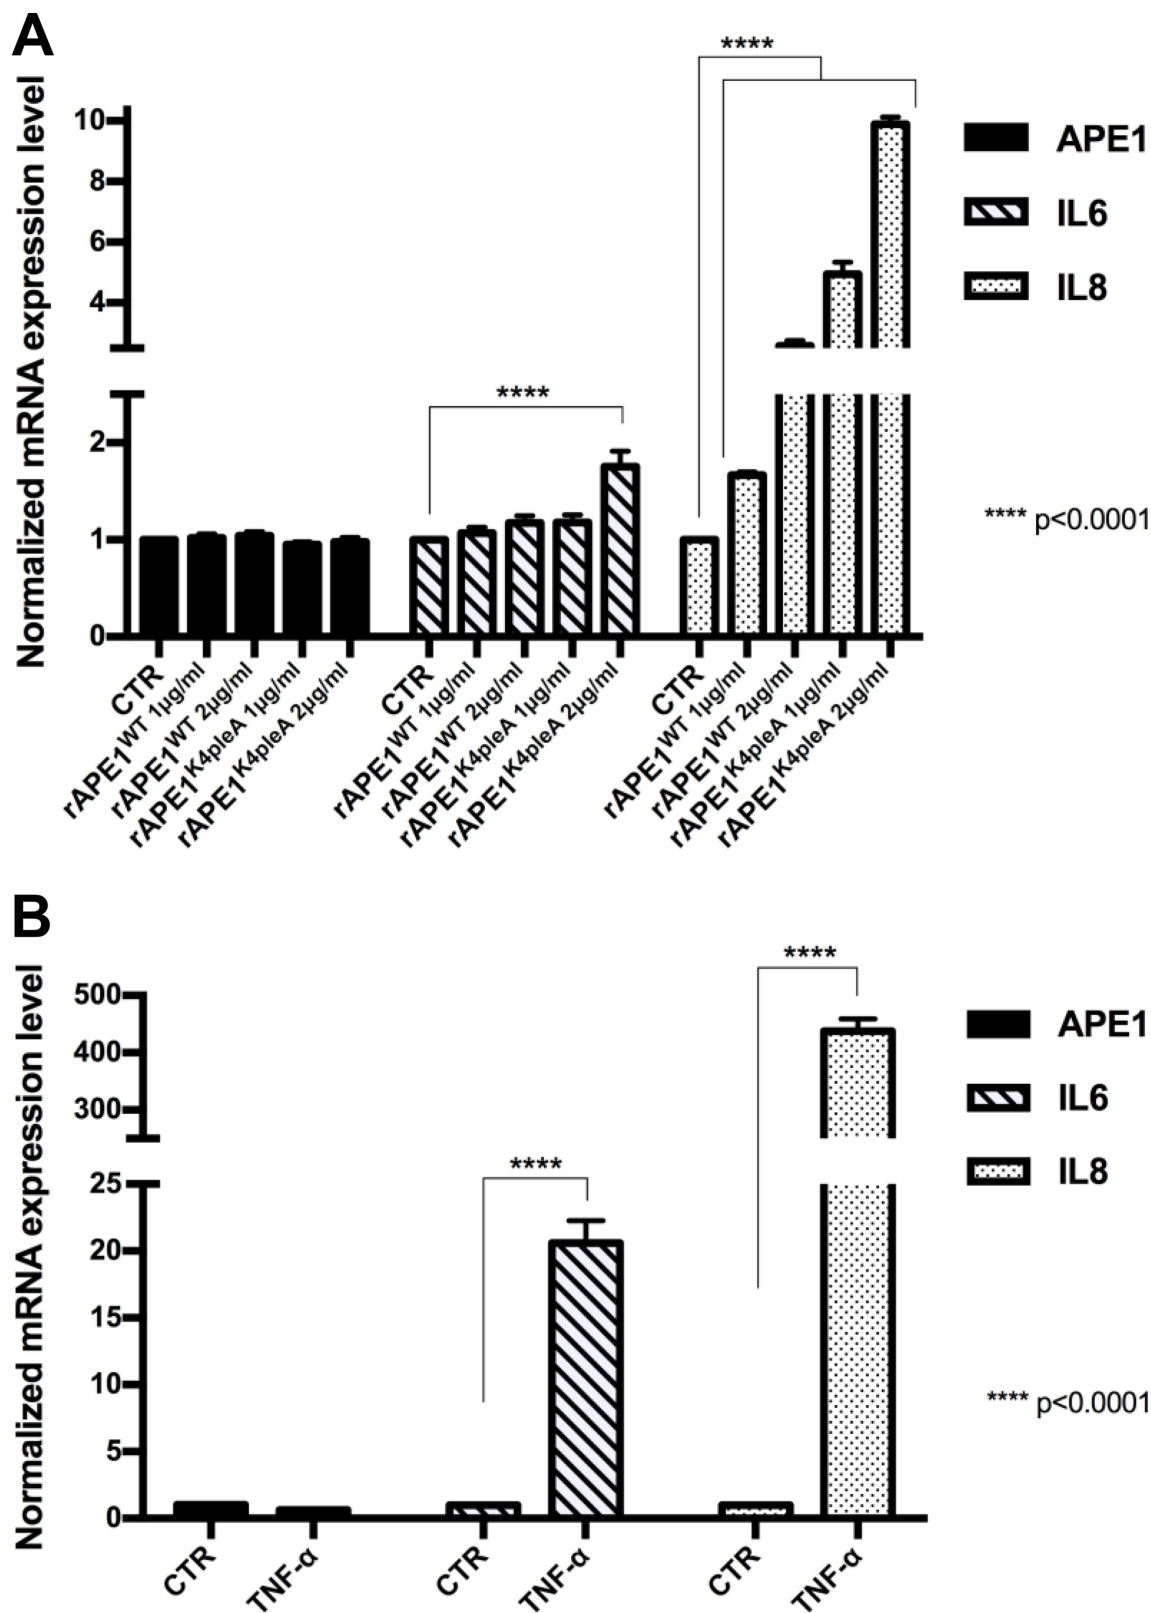 A
Normalized mRNA expression level
10
8
6
4
2
1
0
****
****
APE1
IL6
IL8
**** p<0.0001
CTR
rAPE1WT 1µg/ml
rAPE1WT 2µg/ml
rAPE1K4pleA 1µg/ml
rAPE1K4pleA 2µg/ml
CTR
rAPE1WT 1µg/ml
rAPE1WT 2µg/ml
rAPE1K4pleA 1µg/ml
rAPE1K4pleA 2µg/ml
CTR
rAPE1WT 1µg/ml
rAPE1WT 2µg/ml
rAPE1K4pleA 1µg/ml
rAPE1K4pleA 2µg/ml
B
Normalized mRNA expression level
500
400
300
25
20
15
10
5
0
****
****
APE1
IL6
IL8
**** p<0.0001
CTR
TNF-α
CTR
TNF-α
CTR
TNF-α